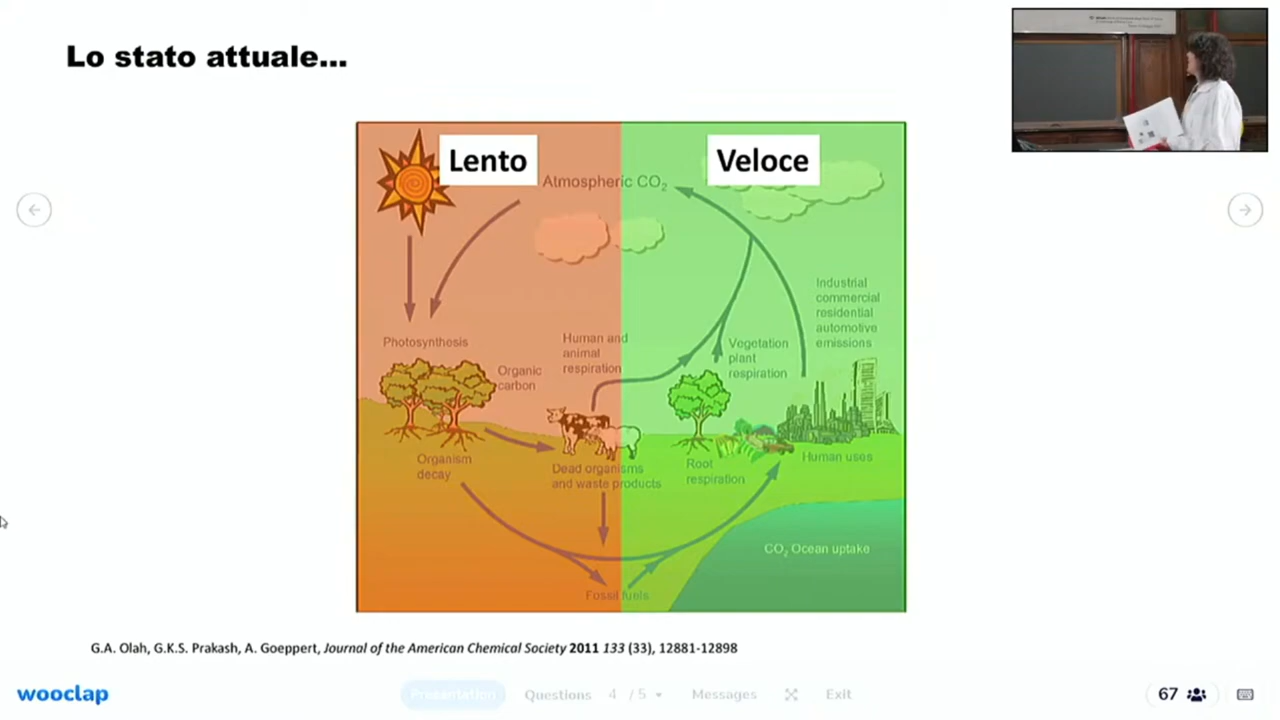 Lo stato attuale...
Lento
Veloce
Atmospheric CO₂
Industrial
commercial
residential
automotive
emissions
Photosynthesis
Human and
animal
respiration
Vegetation
plant
respiration
Organic
carbon
Organism
decay
Dead organisms
and waste products
Root
respiration
Human uses
CO₂ Ocean uptake
Fossil fuels
G.A. Olah, G.K.S. Prakash, A. Goeppert, Journal of the American Chemical Society 2011 133 (33), 12881-12898
wooclap
Presentation
Questions
4 / 5
Messages
Exit
67